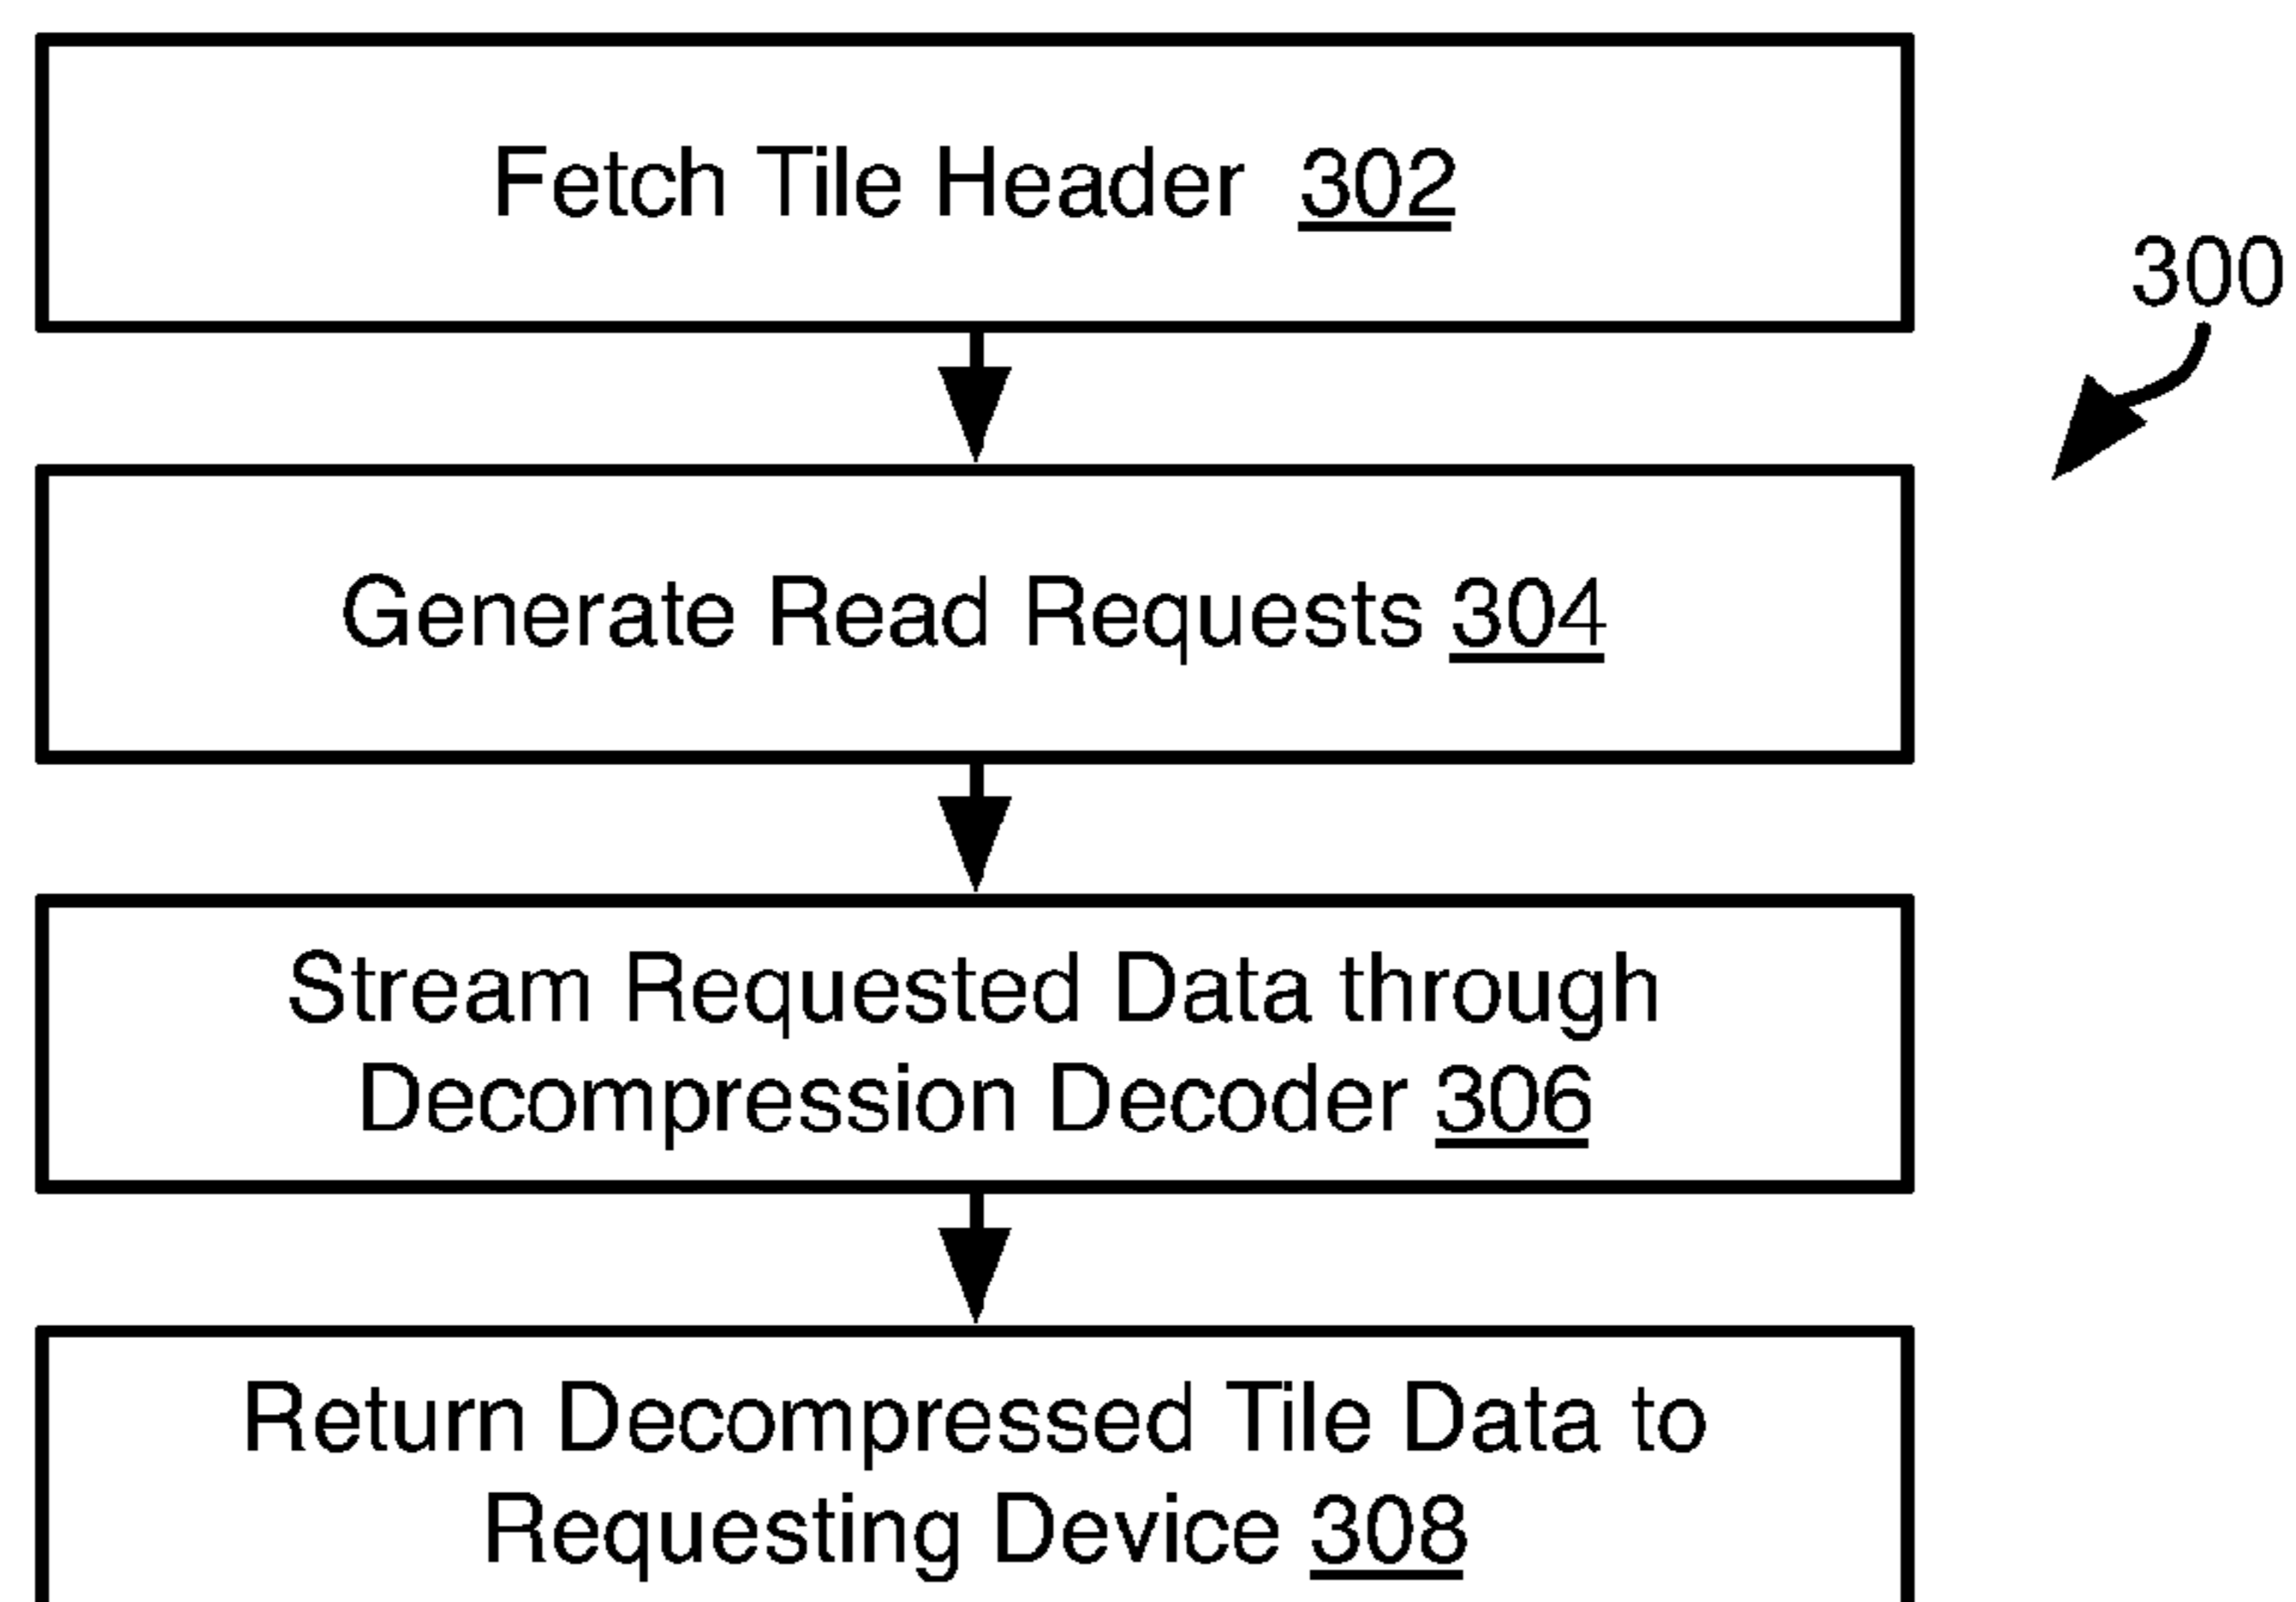 Fetch Tile Header 302
300
Generate Read Requests 304
Stream Requested Data through
Decompression Decoder 306
Return Decompressed Tile Data to
Requesting Device 308